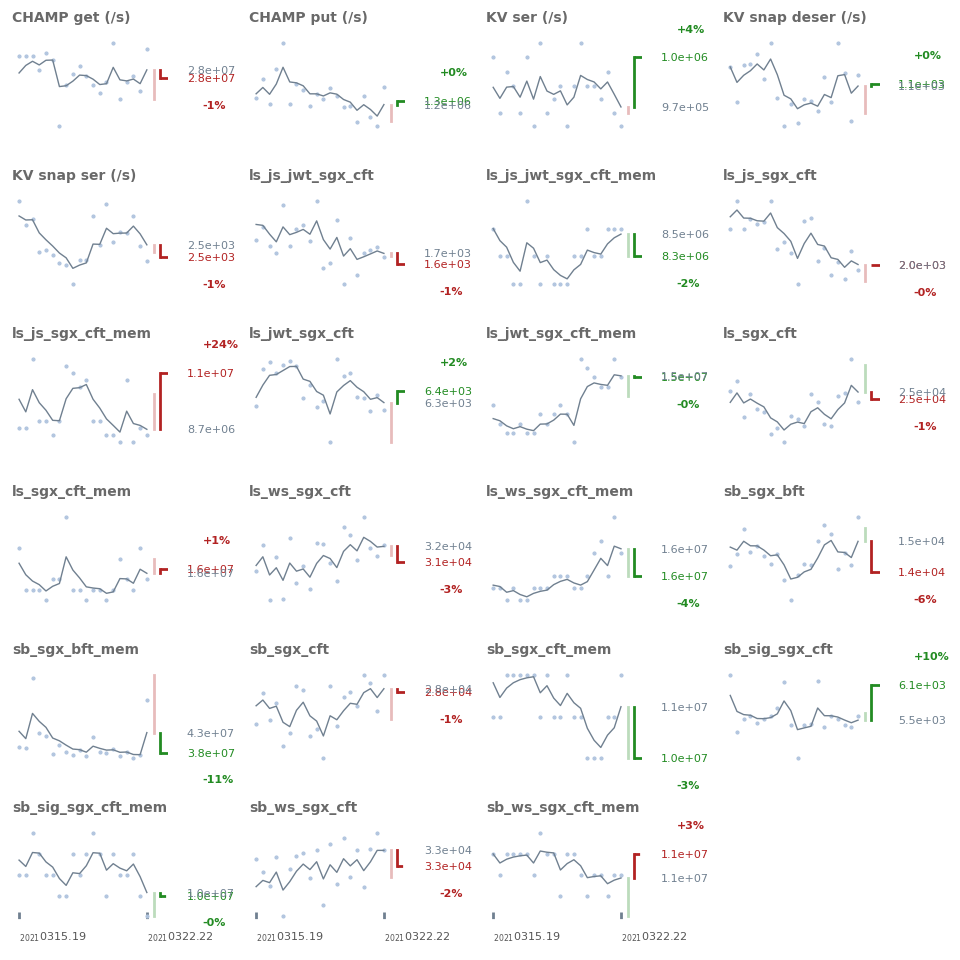 CHAMP get (/s)
2.8e+07
2.8e+07
-1%
CHAMP put (/s)
+0%
1.3e+06
1.2e+06
KV ser (/s)
+4%
1.0e+06
9.7e+05
KV snap deser (/s)
+0%
1.1e+03
1.1e+03
KV snap ser (/s)
2.5e+03
2.5e+03
-1%
ls_js_jwt_sgx_cft
1.7e+03
1.6e+03
-1%
ls_js_jwt_sgx_cft_mem
8.5e+06
8.3e+06
-2%
ls_js_sgx_cft
2.0e+03
-0%
ls_js_sgx_cft_mem
+24%
1.1e+07
8.7e+06
ls_jwt_sgx_cft
+2%
6.4e+03
6.3e+03
ls_jwt_sgx_cft_mem
1.5e+07
-0%
ls_sgx_cft
2.5e+04
2.5e+04
-1%
ls_sgx_cft_mem
+1%
1.6e+07
1.6e+07
ls_ws_sgx_cft
3.2e+04
3.1e+04
-3%
ls_ws_sgx_cft_mem
1.6e+07
1.6e+07
-4%
sb_sgx_bft
1.5e+04
1.4e+04
-6%
sb_sgx_bft_mem
4.3e+07
3.8e+07
-11%
sb_sgx_cft
2.8e+04
2.8e+04
-1%
sb_sgx_cft_mem
1.1e+07
1.0e+07
-3%
sb_sig_sgx_cft
+10%
6.1e+03
5.5e+03
sb_sig_sgx_cft_mem
1.0e+07
1.0e+07
-0%
2021 0315.19
2021 0322.22
sb_ws_sgx_cft
3.3e+04
3.3e+04
-2%
2021 0315.19
2021 0322.22
sb_ws_sgx_cft_mem
+3%
1.1e+07
1.1e+07
2021 0315.19
2021 0322.22